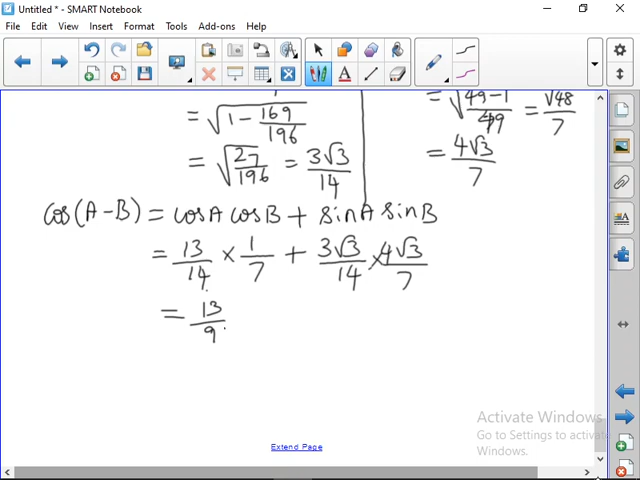 Untitled * - SMART Notebook
File Edit View Insert Format Tools Add-ons Help
= √(1 - 169/196)
= √(27/196) = 3√3/14
= √((49-1)/49) = √48/7
= 4√3/7
cos(A-B) = cosA cosB + sinA sinB
= 13/14 × 1/7 + 3√3/14 × 4√3/7
= 13/9
Extend Page
Activate Windows
Go to Settings to activate
Windows.